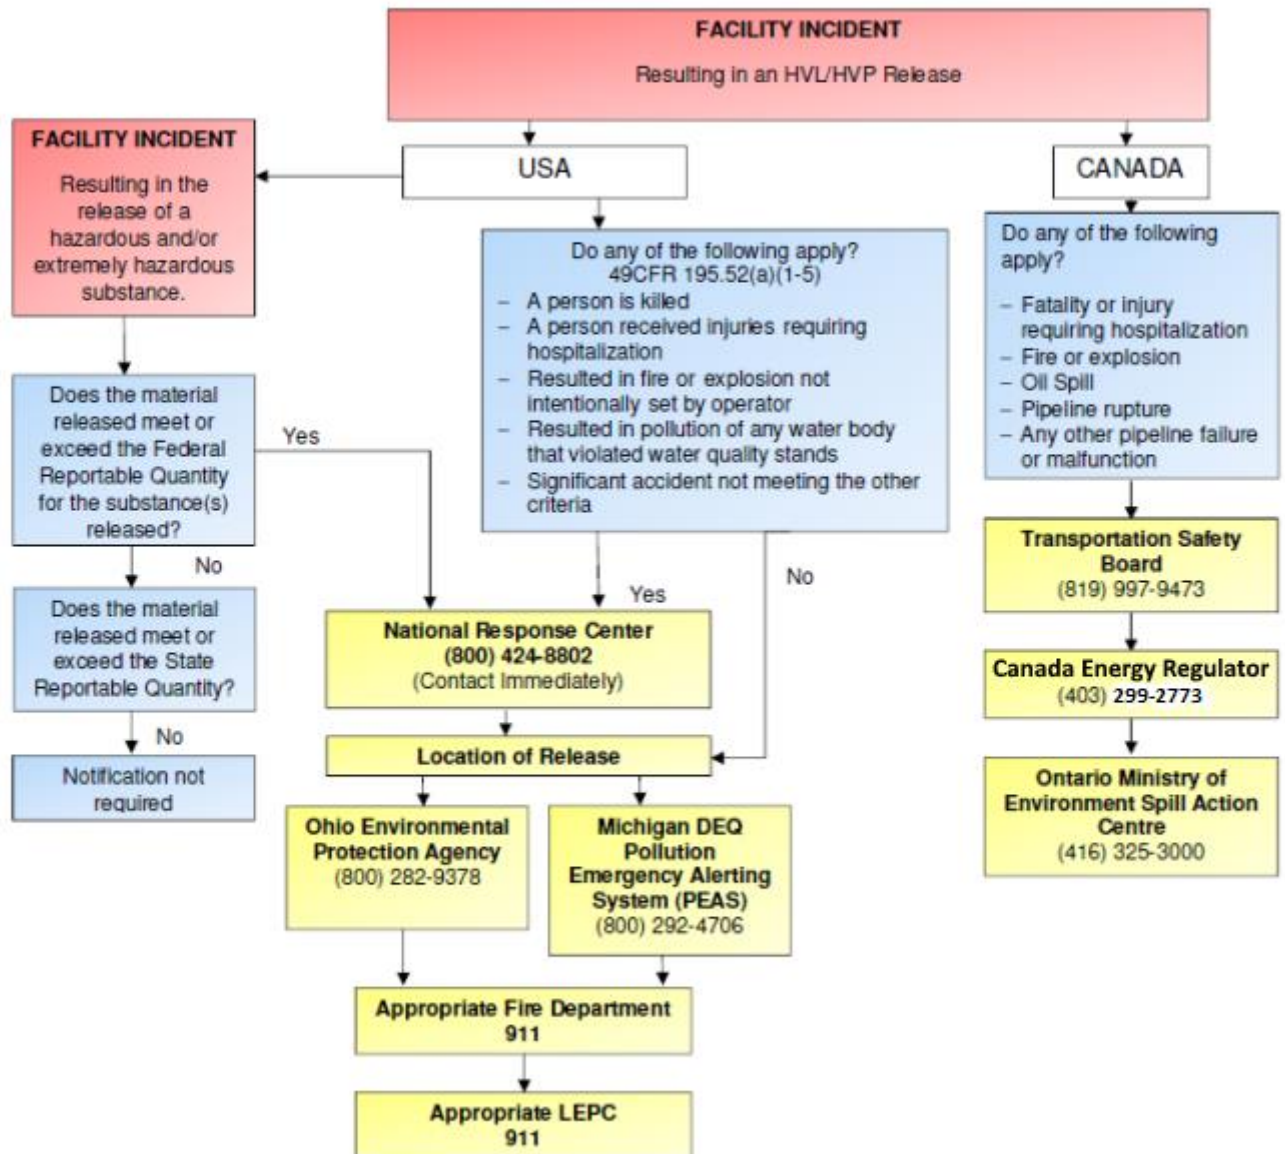 FACILITY INCIDENT
Resulting in an HVL/HVP Release
FACILITY INCIDENT
Resulting in the
release of a
hazardous and/or
extremely hazardous
substance.
USA
CANADA
Do any of the following apply?
49CFR 195.52(a)(1-5)
– A person is killed
– A person received injuries requiring
hospitalization
– Resulted in fire or explosion not
intentionally set by operator
– Resulted in pollution of any water body
that violated water quality stands
– Significant accident not meeting the other
criteria
Do any of the following
apply?
– Fatality or injury
requiring hospitalization
– Fire or explosion
– Oil Spill
– Pipeline rupture
– Any other pipeline failure
or malfunction
Does the material
released meet or
exceed the Federal
Reportable Quantity
for the substance(s)
released?
Yes
No
Does the material
released meet or
exceed the State
Reportable Quantity?
No
Notification not
required
Yes
No
National Response Center
(800) 424-8802
(Contact Immediately)
Location of Release
Ohio Environmental
Protection Agency
(800) 282-9378
Michigan DEQ
Pollution
Emergency Alerting
System (PEAS)
(800) 292-4706
Appropriate Fire Department
911
Appropriate LEPC
911
Transportation Safety
Board
(819) 997-9473
Canada Energy Regulator
(403) 299-2773
Ontario Ministry of
Environment Spill Action
Centre
(416) 325-3000